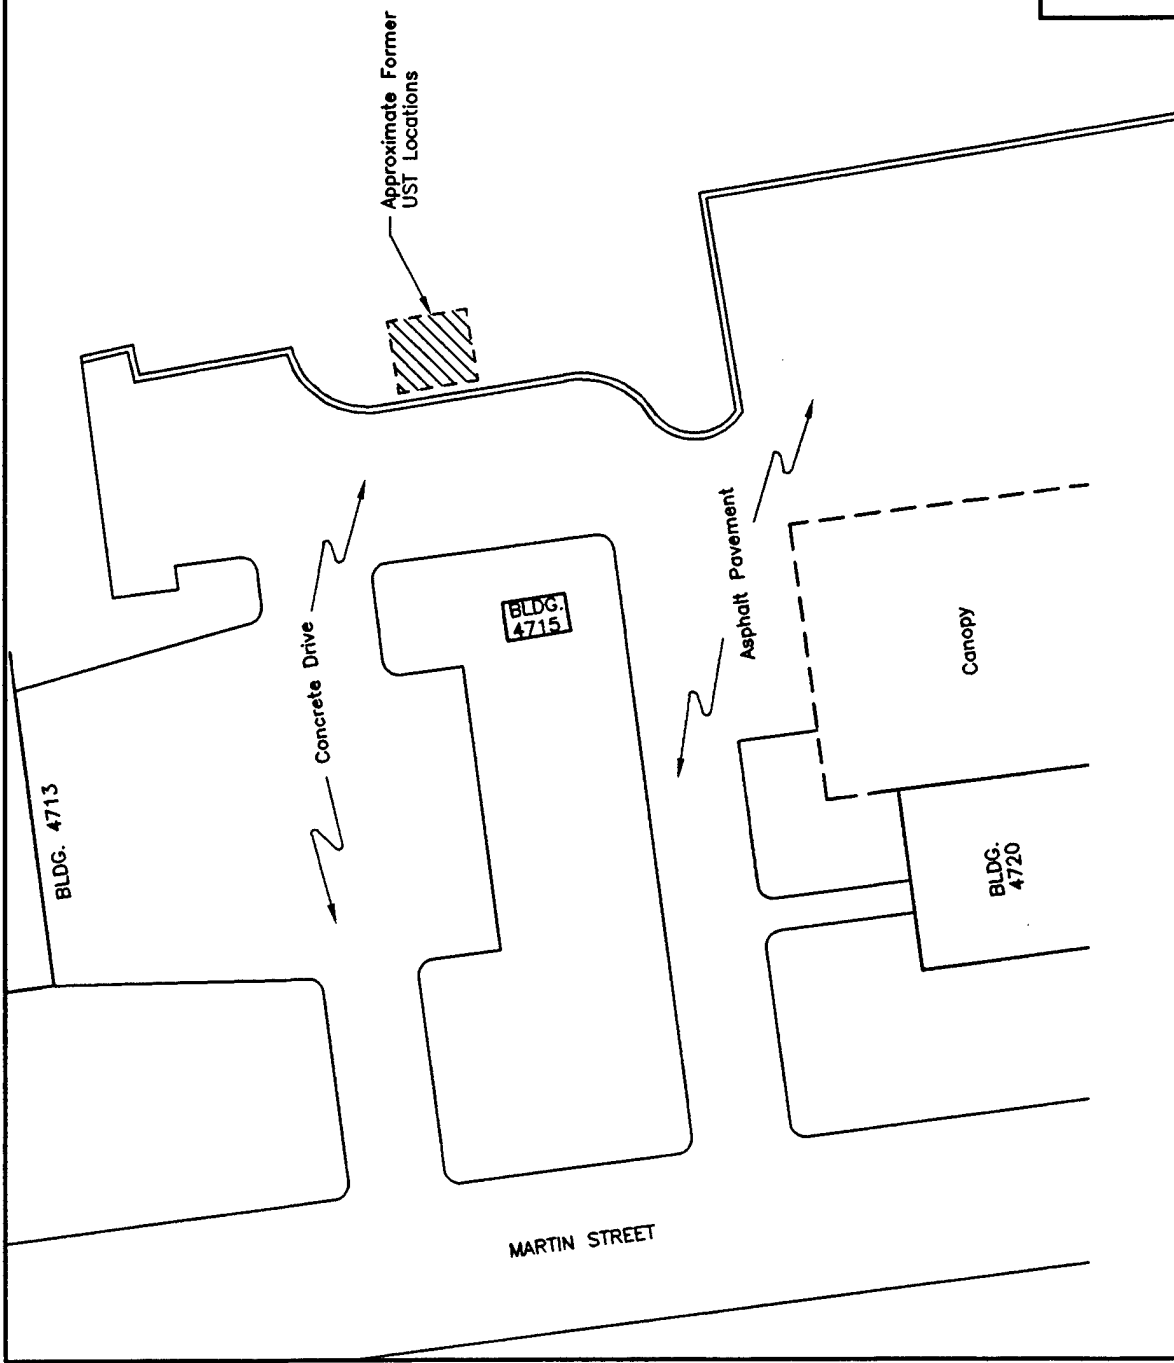 Approximate Former
UST Locations
Concrete Drive
BLDG.
4715
Asphalt Pavement
BLDG. 4713
Canopy
BLDG.
4720
MARTIN STREET